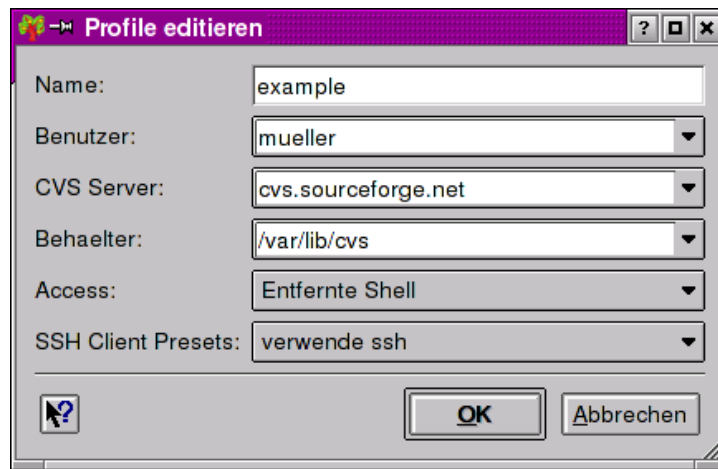 Profile editieren
Name: example
Benutzer: mueller
CVS Server: cvs.sourceforge.net
Behaelter: /var/lib/cvs
Access: Entfernte Shell
SSH Client Presets: verwende ssh
OK Abbrechen